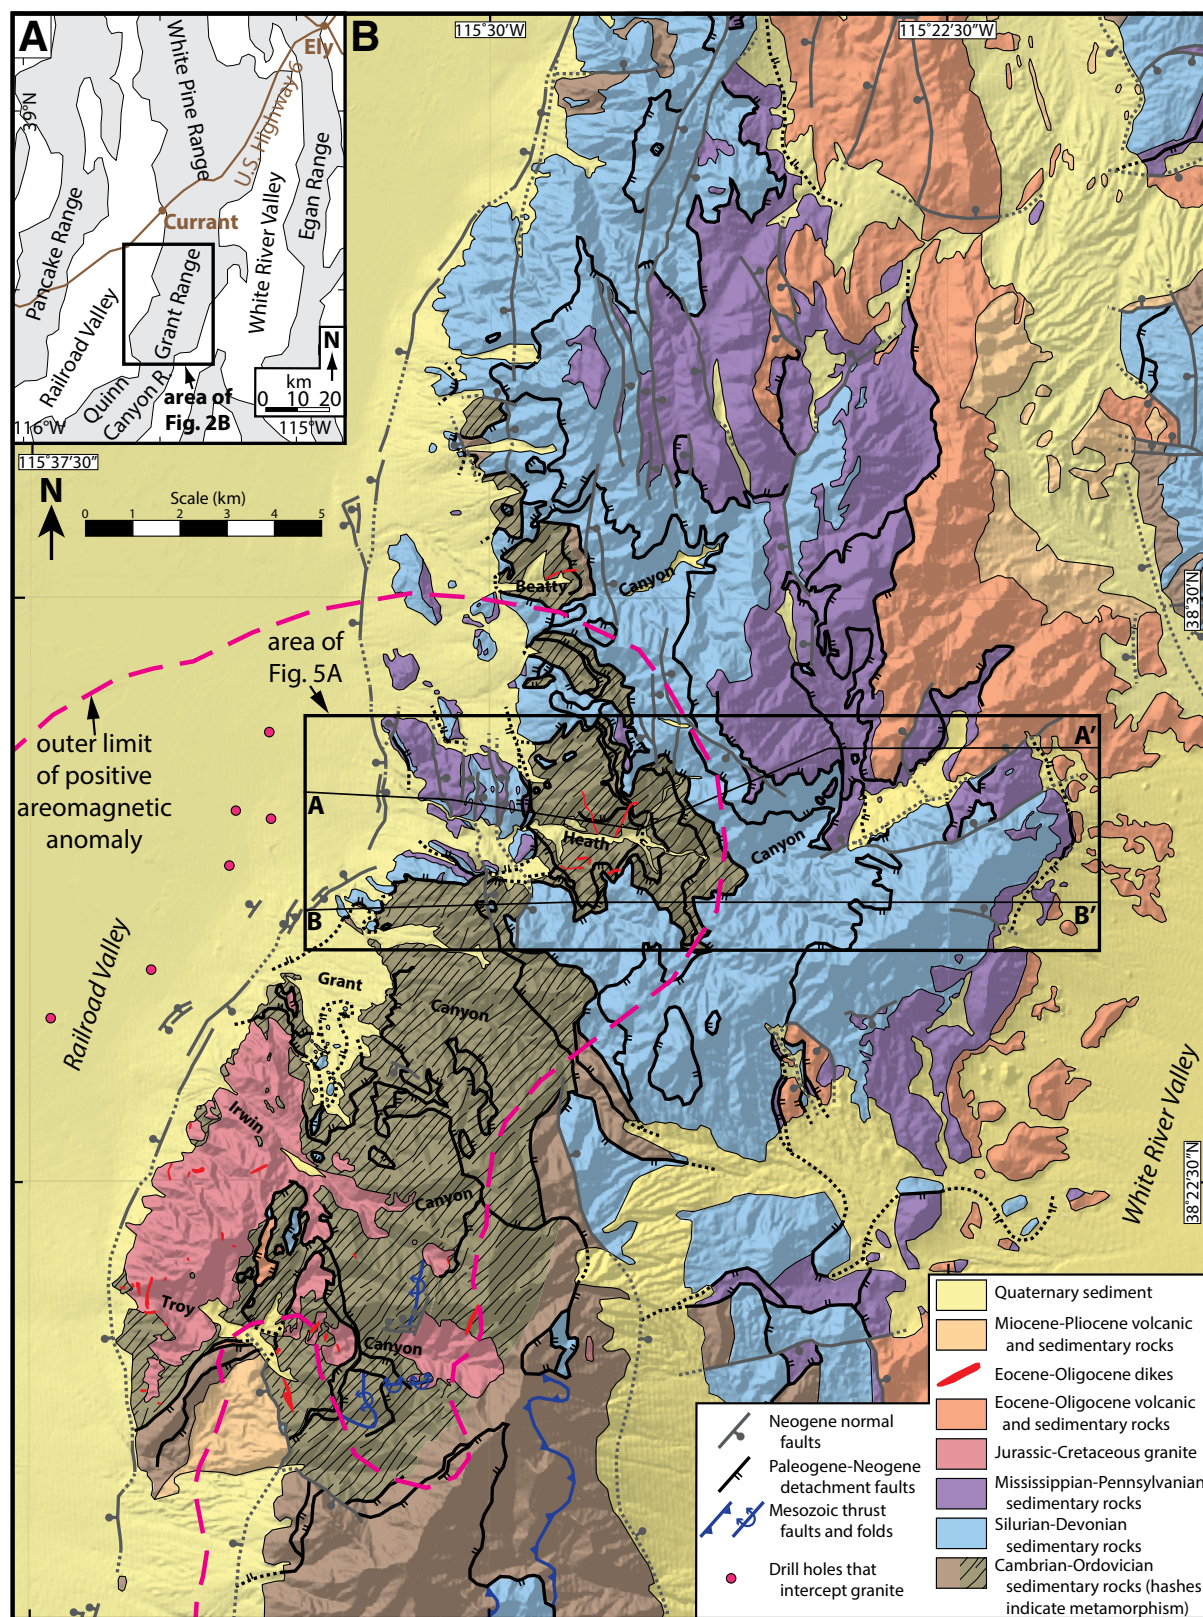 A
B
Ely
White Pine Range
U.S. Highway 6
39°N
Egan Range
Currant
White River Valley
Pancake Range
Grant Range
Railroad Valley
Quinn
Canyon R.
N
km
0 10 20
area of
Fig. 2B
116°W
115°W
115°30'W
115°22'30"W
115°37'30"
N
Scale (km)
0 1 2 3 4 5
Beatty
Canyon
38°30'N
area of
Fig. 5A
outer limit
of positive
areomagnetic
anomaly
A
A'
Heath
Canyon
B
B'
Railroad Valley
Grant
Canyon
Irwin
Canyon
Troy
Canyon
White River Valley
38°22'30"N
Neogene normal
faults
Paleogene-Neogene
detachment faults
Mesozoic thrust
faults and folds
Drill holes that
intercept granite
Quaternary sediment
Miocene-Pliocene volcanic
and sedimentary rocks
Eocene-Oligocene dikes
Eocene-Oligocene volcanic
and sedimentary rocks
Jurassic-Cretaceous granite
Mississippian-Pennsylvanian
sedimentary rocks
Silurian-Devonian
sedimentary rocks
Cambrian-Ordovician
sedimentary rocks (hashes
indicate metamorphism)